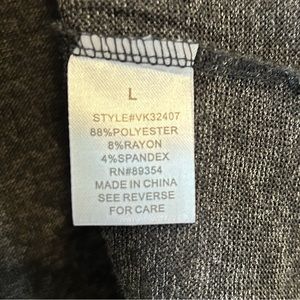 L
STYLE#VK32407
88%POLYESTER
8%RAYON
4%SPANDEX
RN#89354
MADE IN CHINA
SEE REVERSE
FOR CARE